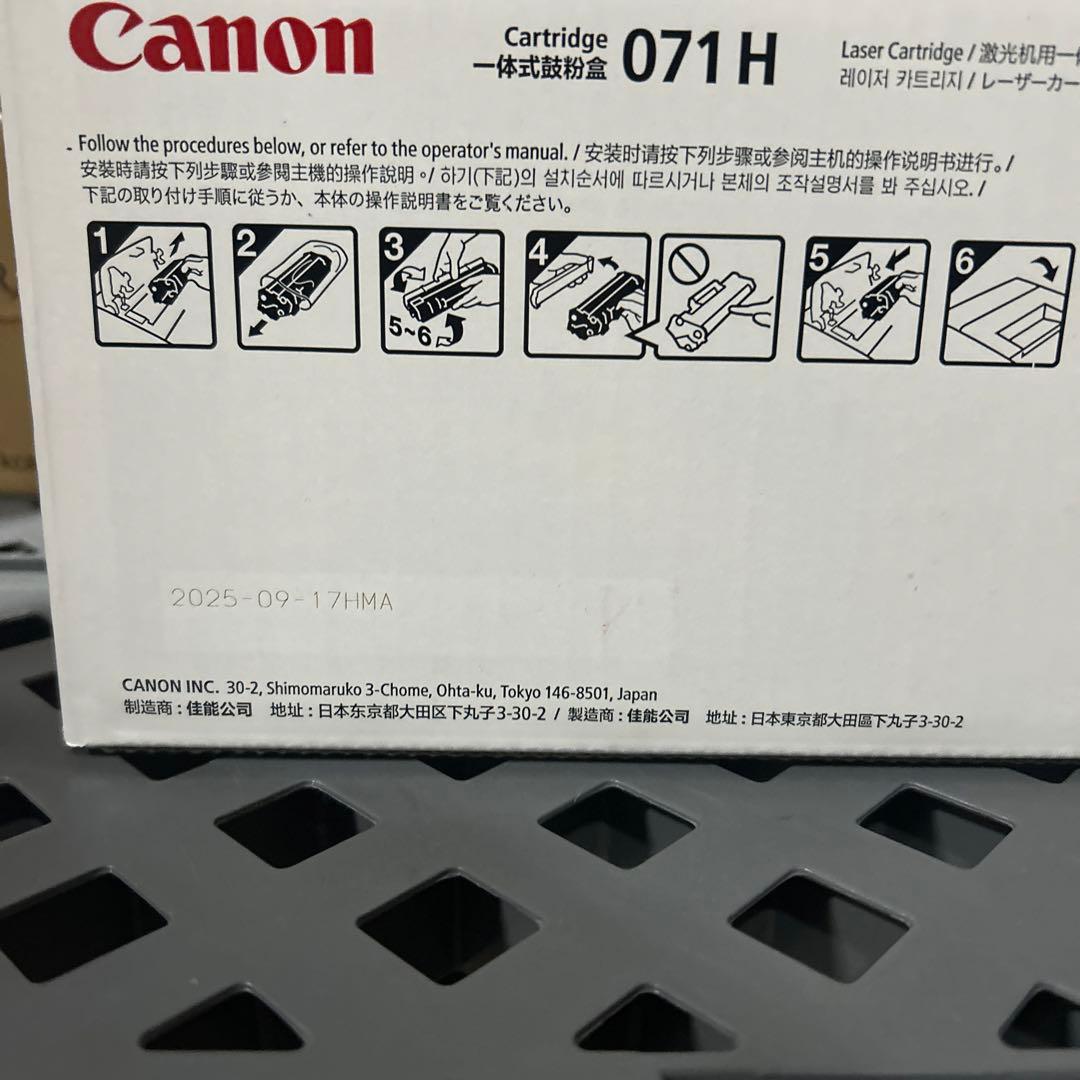 Canon
Cartridge
一体式鼓粉盒
071 H
Laser Cartridge / 激光机用一
레이저 카트리지 / レーザーカー
- Follow the procedures below, or refer to the operator's manual. / 安装时请按下列步骤或参阅主机的操作说明书进行。/
安裝時請按下列步驟或參閱主機的操作說明。/ 하기(下記)의 설치순서에 따르시거나 본체의 조작설명서를 봐 주십시오. /
下記の取り付け手順に従うか、本体の操作説明書をご覧ください。
1
2
3
5~6
4
5
6
2025-09-17HMA
CANON INC. 30-2, Shimomaruko 3-Chome, Ohta-ku, Tokyo 146-8501, Japan
制造商 : 佳能公司 地址 : 日本东京都大田区下丸子3-30-2 / 製造商 : 佳能公司 地址 : 日本東京都大田區下丸子3-30-2